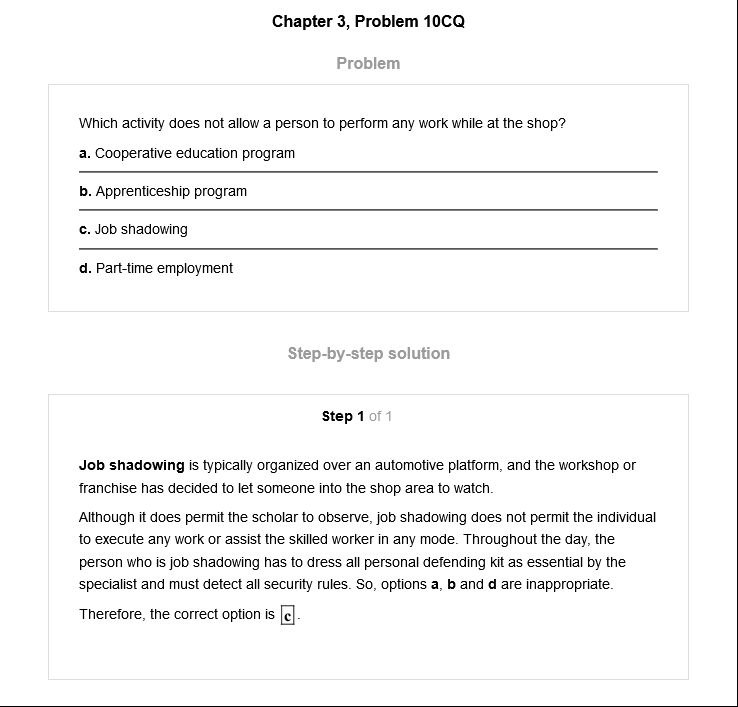 Chapter 3, Problem 10CQ
Problem
Which activity does not allow a person to perform any work while at the shop?
a. Cooperative education program
b. Apprenticeship program
c. Job shadowing
d. Part-time employment
Step-by-step solution
Step 1 of 1
Job shadowing is typically organized over an automotive platform, and the workshop or
franchise has decided to let someone into the shop area to watch.
Although it does permit the scholar to observe, job shadowing does not permit the individual
to execute any work or assist the skilled worker in any mode. Throughout the day, the
person who is job shadowing has to dress all personal defending kit as essential by the
specialist and must detect all security rules. So, options a, b and d are inappropriate.
Therefore, the correct option is c.